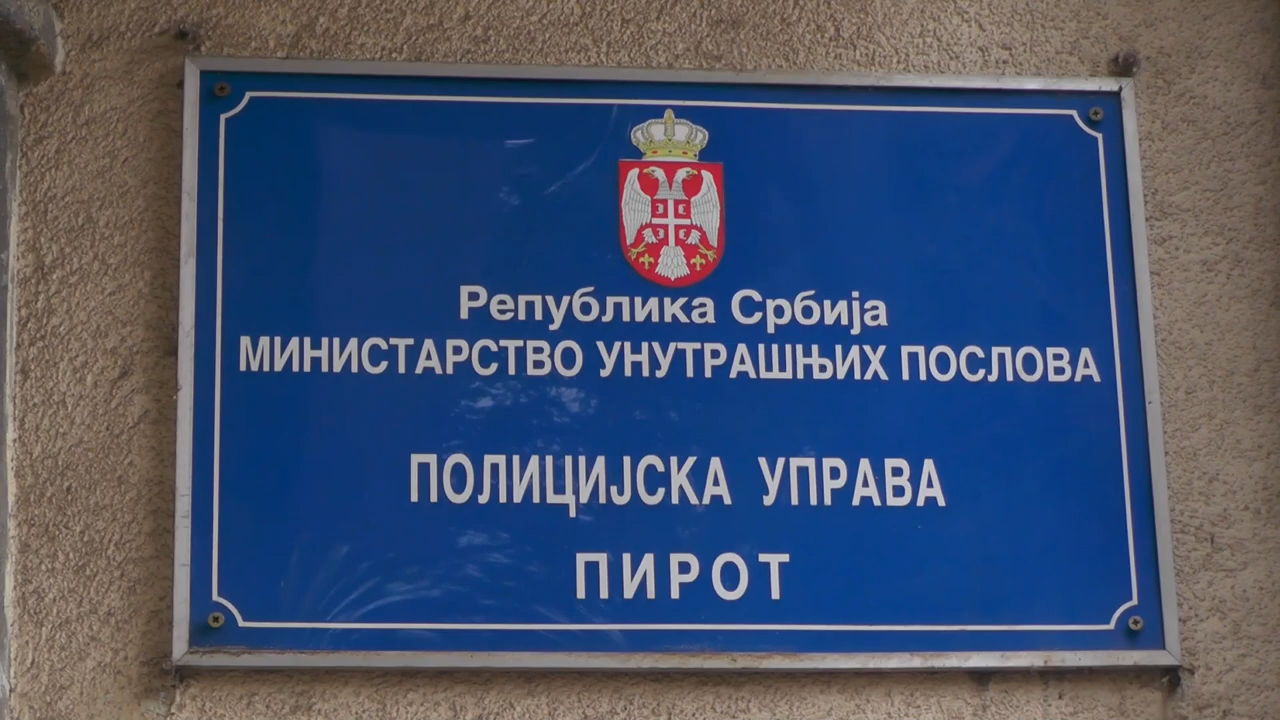 Република Србија
МИНИСТАРСТВО УНУТРАШЊИХ ПОСЛОВА
ПОЛИЦИЈСКА УПРАВА
ПИРОТ